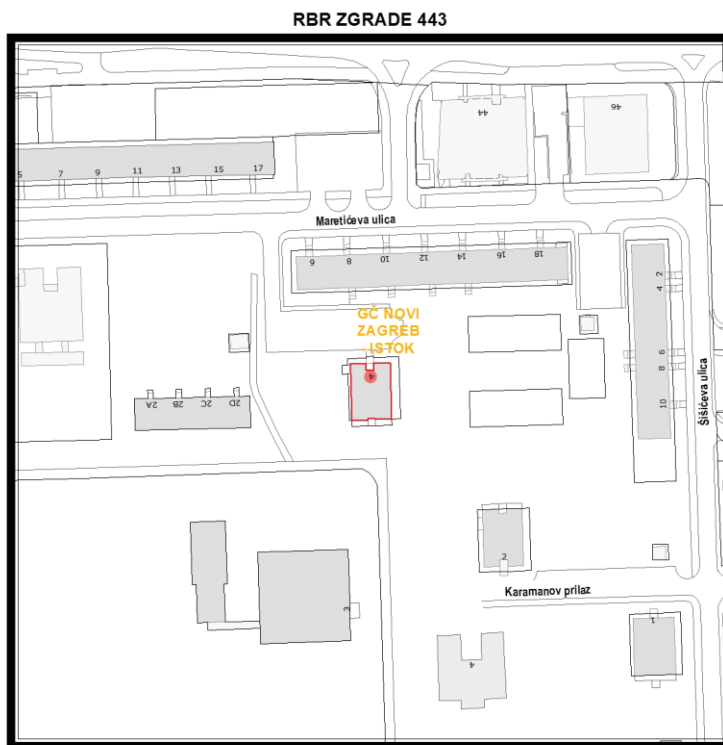 RBR ZGRADE 443
44
46
5
7
9
11
13
15
17
Maretićeva ulica
6
8
10
12
14
16
18
2
4
GČ NOVI
ZAGREB
- ISTOK
6
8
10
Šišićeva ulica
4
2A
2B
2C
2D
2
Karamanov prilaz
3
1
4